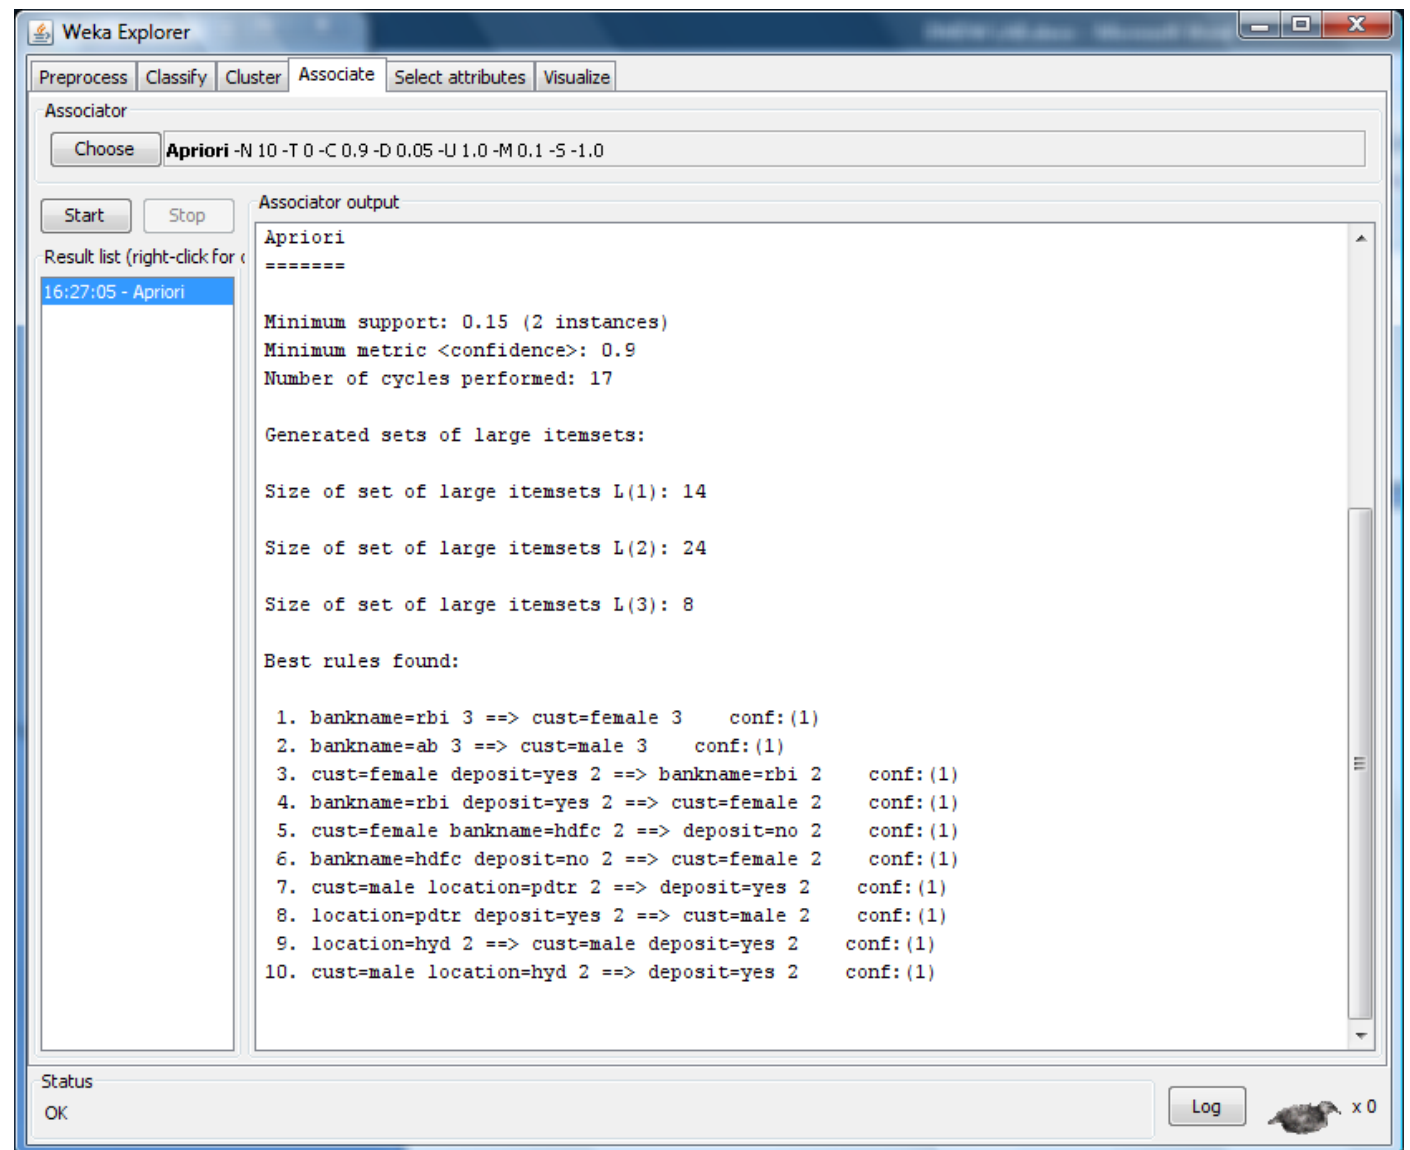 Weka Explorer
Preprocess Classify Cluster Associate Select attributes Visualize
Associator
Choose Apriori -N 10 -T 0 -C 0.9 -D 0.05 -U 1.0 -M 0.1 -S -1.0
Start Stop
Result list (right-click for
16:27:05 - Apriori
Associator output
Apriori
=======
Minimum support: 0.15 (2 instances)
Minimum metric <confidence>: 0.9
Number of cycles performed: 17
Generated sets of large itemsets:
Size of set of large itemsets L(1): 14
Size of set of large itemsets L(2): 24
Size of set of large itemsets L(3): 8
Best rules found:
1. bankname=rbi 3 ==> cust=female 3 conf:(1)
2. bankname=ab 3 ==> cust=male 3 conf:(1)
3. cust=female deposit=yes 2 ==> bankname=rbi 2 conf:(1)
4. bankname=rbi deposit=yes 2 ==> cust=female 2 conf:(1)
5. cust=female bankname=hdfc 2 ==> deposit=no 2 conf:(1)
6. bankname=hdfc deposit=no 2 ==> cust=female 2 conf:(1)
7. cust=male location=pdtr 2 ==> deposit=yes 2 conf:(1)
8. location=pdtr deposit=yes 2 ==> cust=male 2 conf:(1)
9. location=hyd 2 ==> cust=male deposit=yes 2 conf:(1)
10. cust=male location=hyd 2 ==> deposit=yes 2 conf:(1)
Status
OK
Log x 0